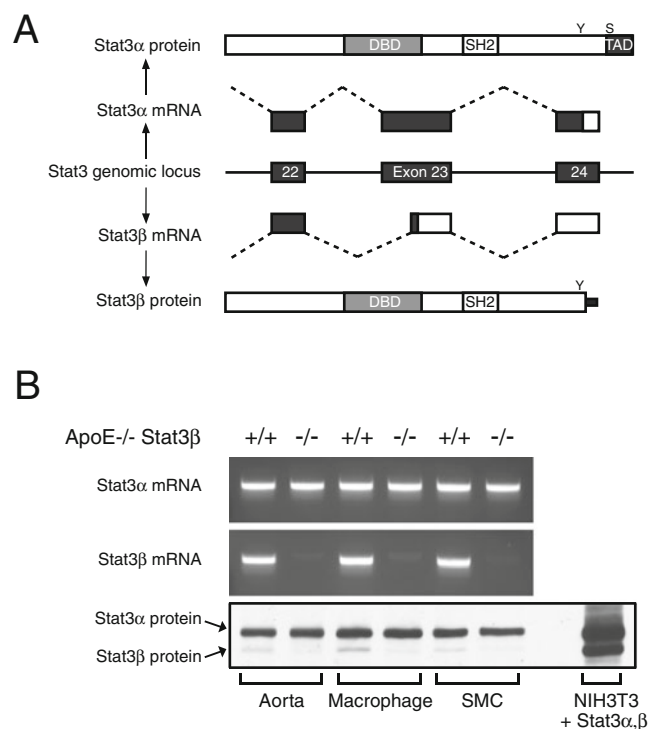 A
Y S
Stat3α protein DBD SH2 TAD
Stat3α mRNA
Stat3 genomic locus 22 Exon 23 24
Stat3β mRNA
Y
Stat3β protein DBD SH2
B
ApoE-/- Stat3β +/+ -/- +/+ -/- +/+ -/-
Stat3α mRNA
Stat3β mRNA
Stat3α protein
Stat3β protein
Aorta Macrophage SMC NIH3T3
+ Stat3α,β